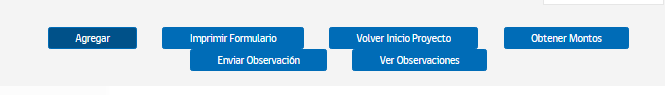 Agregar Imprimir Formulario Volver Inicio Proyecto Obtener Montos
Enviar Observación Ver Observaciones